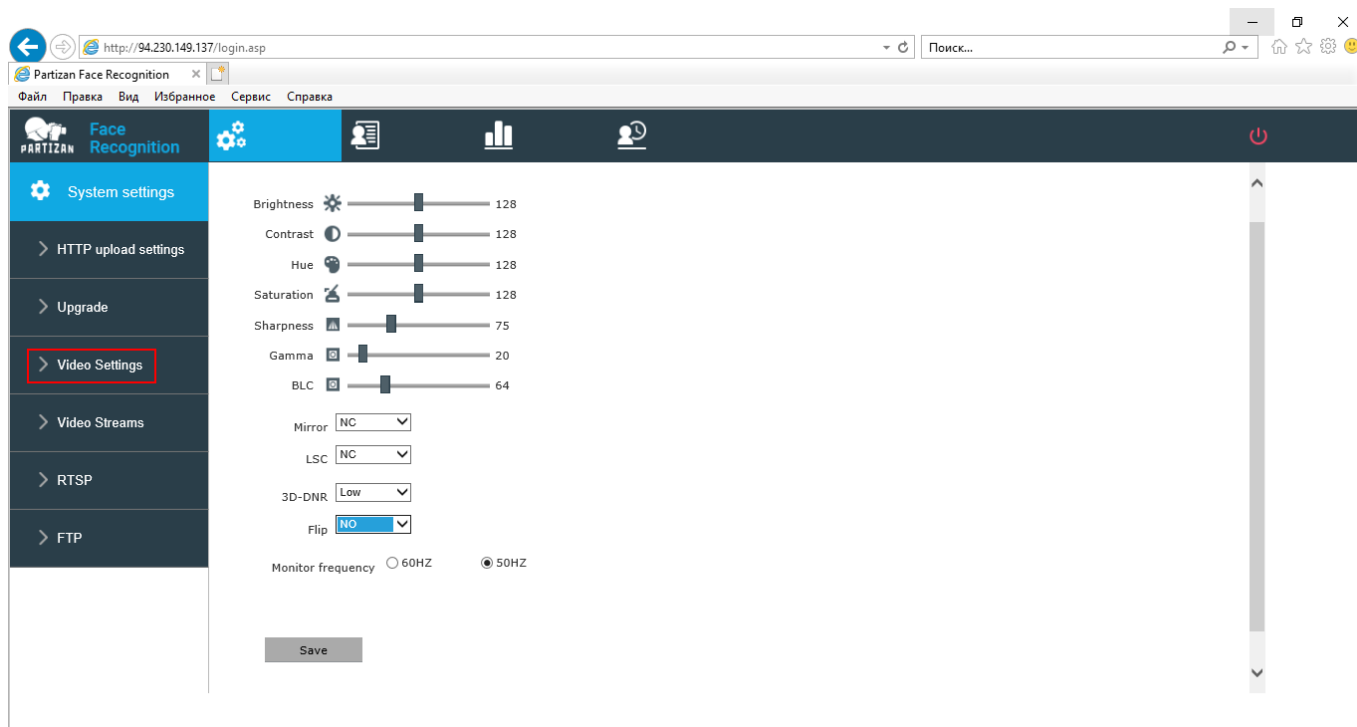 http://94.230.149.137/login.asp
Поиск...
Partizan Face Recognition
Файл Правка Вид Избранное Сервис Справка
PARTIZAN
Face
Recognition
System settings
HTTP upload settings
Upgrade
Video Settings
Video Streams
RTSP
FTP
Brightness 128
Contrast 128
Hue 128
Saturation 128
Sharpness 75
Gamma 20
BLC 64
Mirror NC
LSC NC
3D-DNR Low
Flip NO
Monitor frequency 60HZ 50HZ
Save